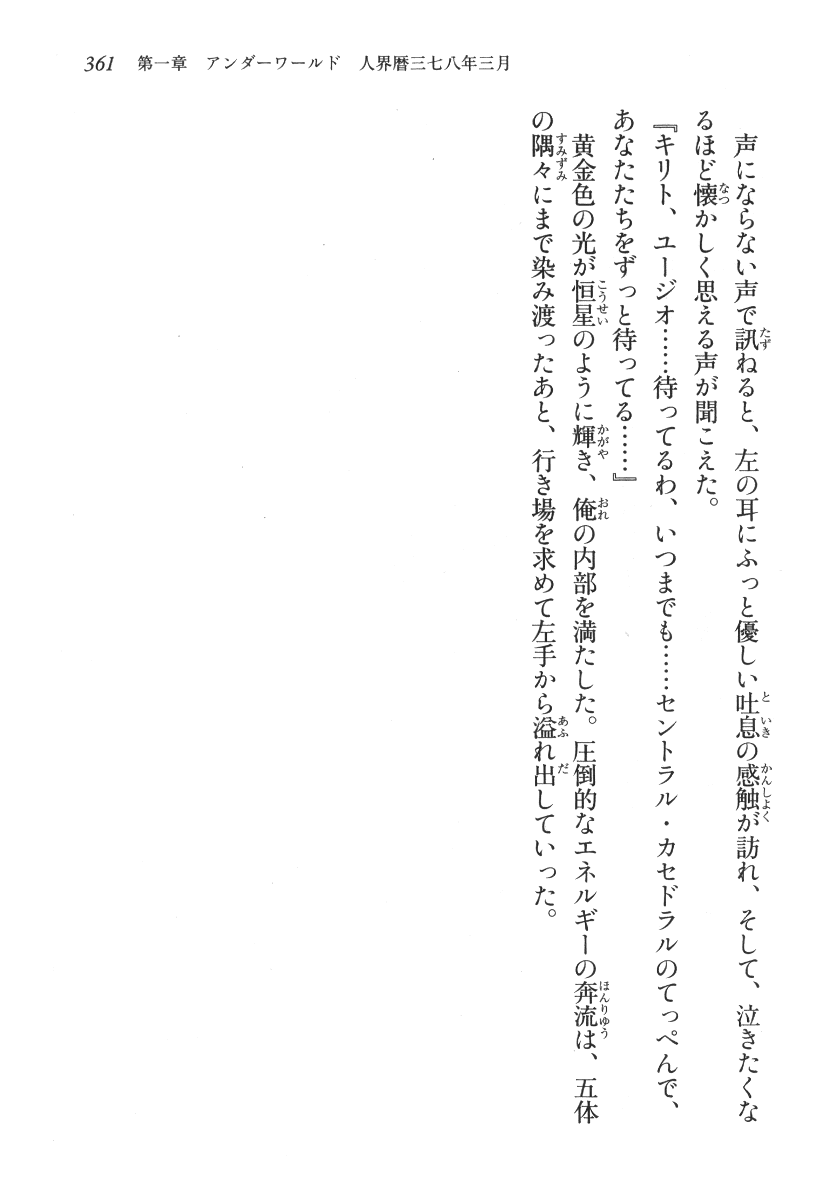 361　第一章　アンダーワールド　人界暦三七八年三月
　声にならない声で訊ねると、左の耳にふっと優しい吐息の感触が訪れ、そして、泣きたくな
るほど懐かしく思える声が聞こえた。
『キリト、ユージオ……待ってるわ、いつまでも……セントラル・カセドラルのてっぺんで、
あなたたちをずっと待ってる……』
　黄金色の光が恒星のように輝き、俺の内部を満たした。圧倒的なエネルギーの奔流は、五体
の隅々にまで染み渡ったあと、行き場を求めて左手から溢れ出していった。